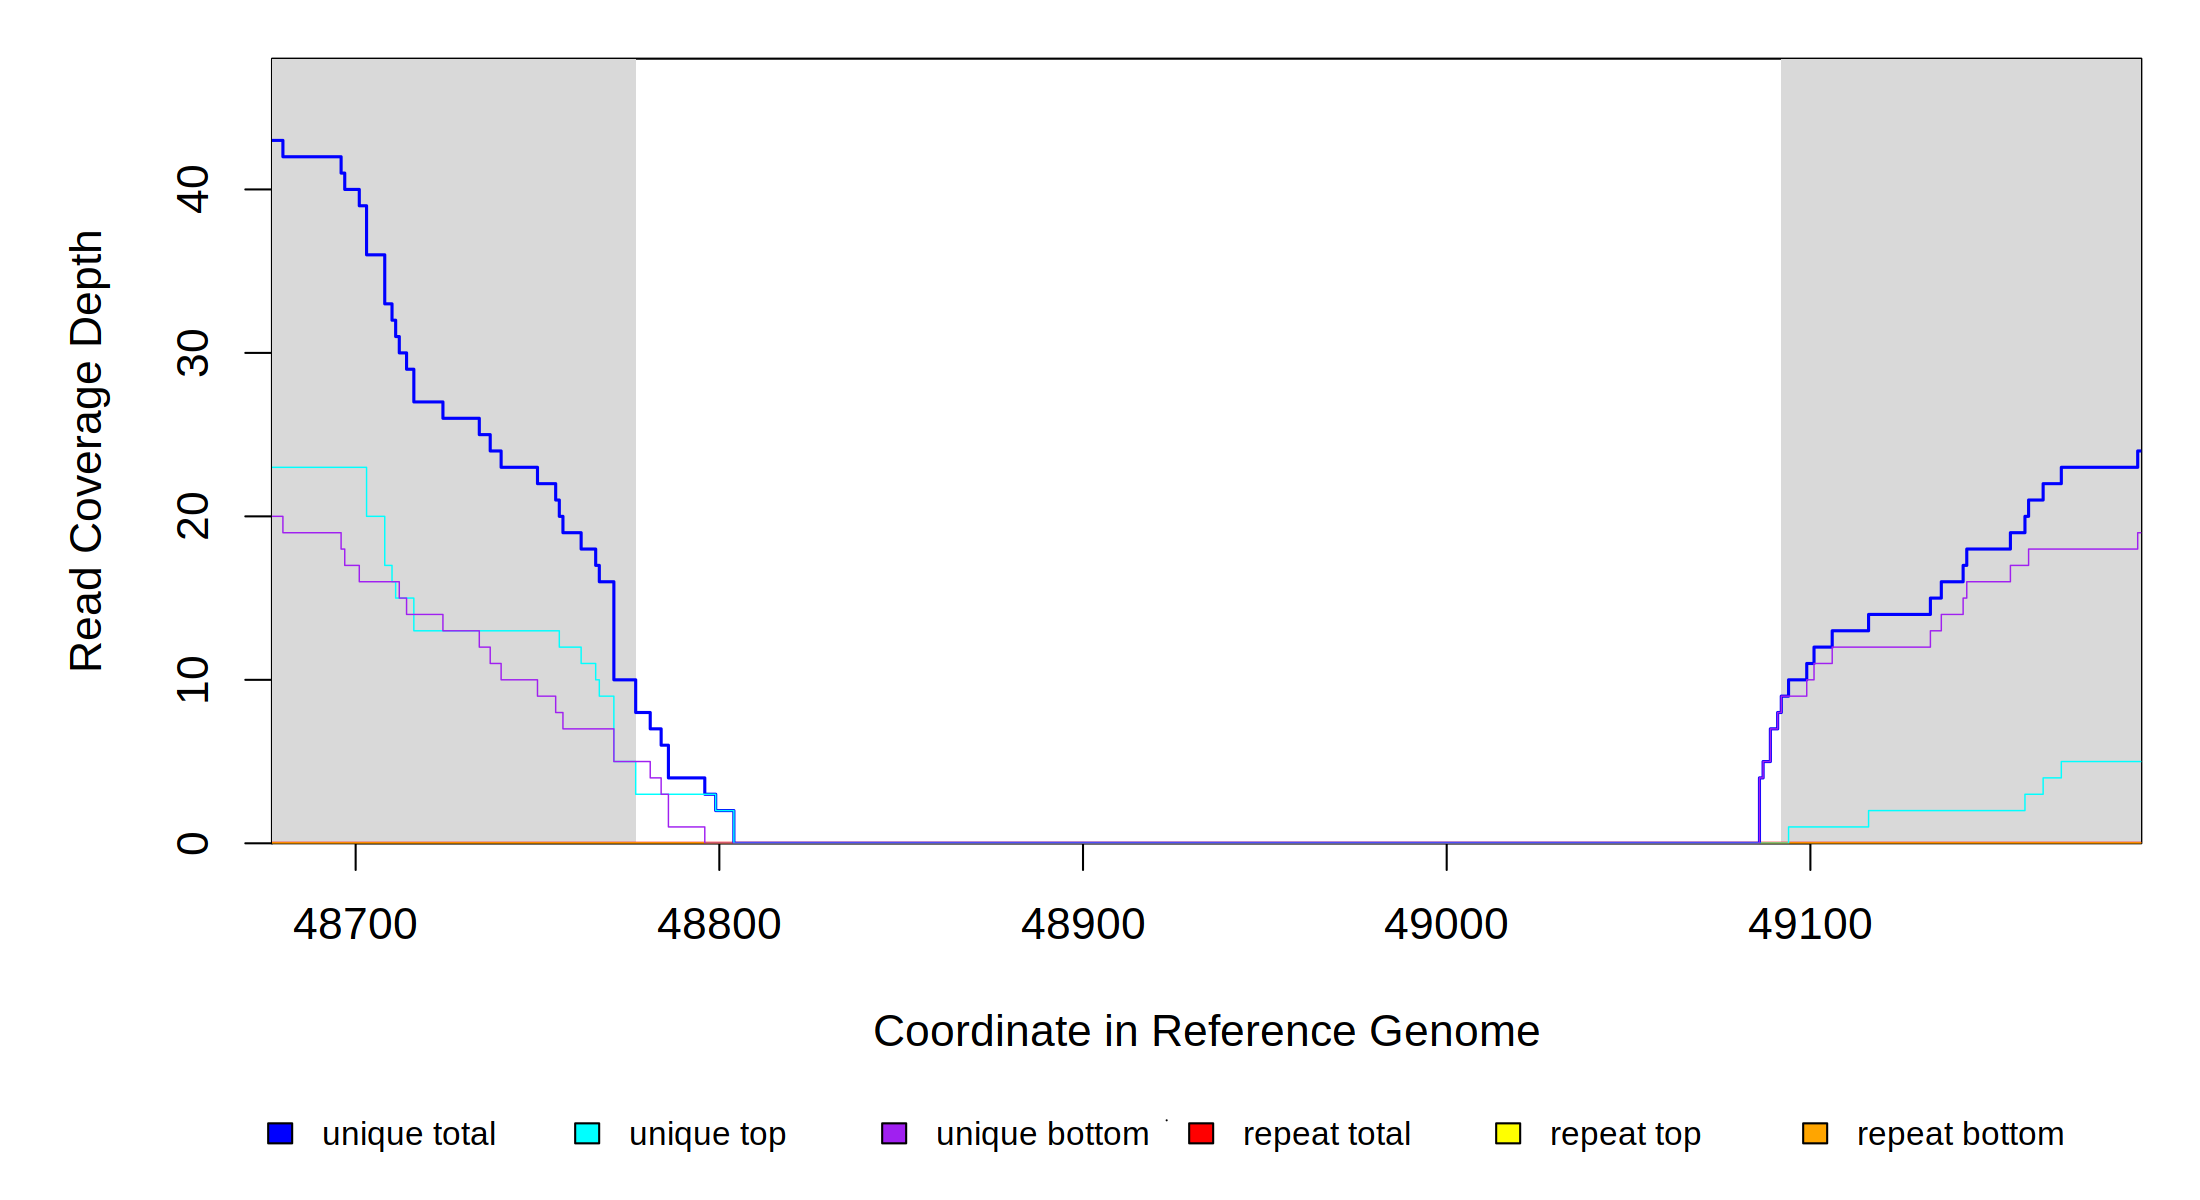 Read Coverage Depth
40
30
20
10
0
48700 48800 48900 49000 49100
Coordinate in Reference Genome
unique total unique top unique bottom repeat total repeat top repeat bottom